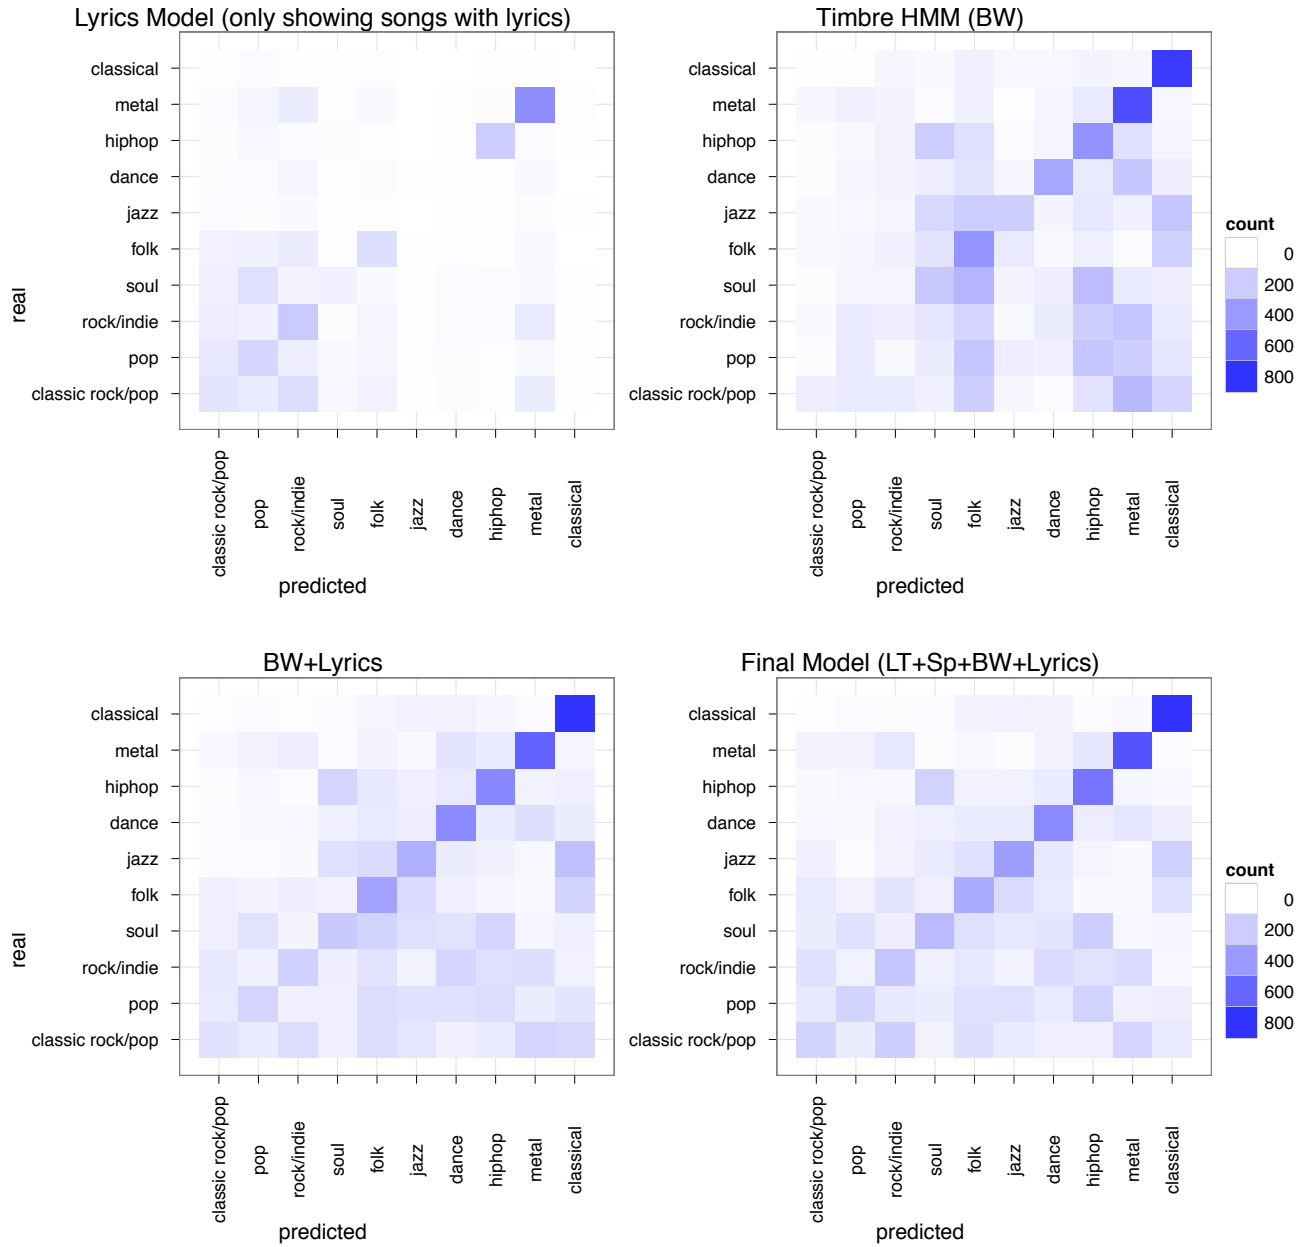 Lyrics Model (only showing songs with lyrics)
classical
metal
hiphop
dance
jazz
folk
soul
rock/indie
pop
classic rock/pop
real
classic rock/pop
pop
rock/indie
soul
folk
jazz
dance
hiphop
metal
classical
predicted
Timbre HMM (BW)
classical
metal
hiphop
dance
jazz
folk
soul
rock/indie
pop
classic rock/pop
classic rock/pop
pop
rock/indie
soul
folk
jazz
dance
hiphop
metal
classical
predicted
count
0
200
400
600
800
BW+Lyrics
classical
metal
hiphop
dance
jazz
folk
soul
rock/indie
pop
classic rock/pop
real
classic rock/pop
pop
rock/indie
soul
folk
jazz
dance
hiphop
metal
classical
predicted
Final Model (LT+Sp+BW+Lyrics)
classical
metal
hiphop
dance
jazz
folk
soul
rock/indie
pop
classic rock/pop
classic rock/pop
pop
rock/indie
soul
folk
jazz
dance
hiphop
metal
classical
predicted
count
0
200
400
600
800